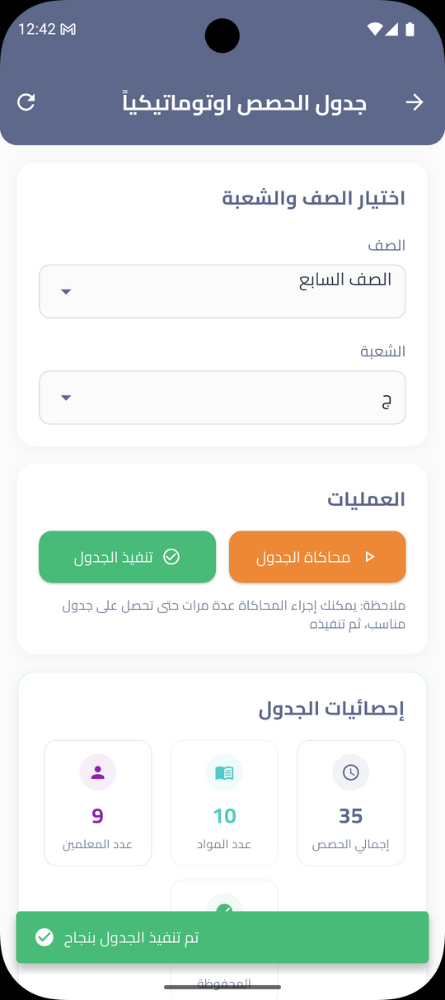 12:42
جدول الحصص اوتوماتيكياً
اختيار الصف والشعبة
الصف
الصف السابع
الشعبة
ج
العمليات
محاكاة الجدول
تنفيذ الجدول
ملاحظة: يمكنك إجراء المحاكاة عدة مرات حتى تحصل على جدول
مناسب، ثم تنفيذه
إحصائيات الجدول
35
إجمالي الحصص
10
عدد المواد
9
عدد المعلمين
تم تنفيذ الجدول بنجاح
المحفوظة